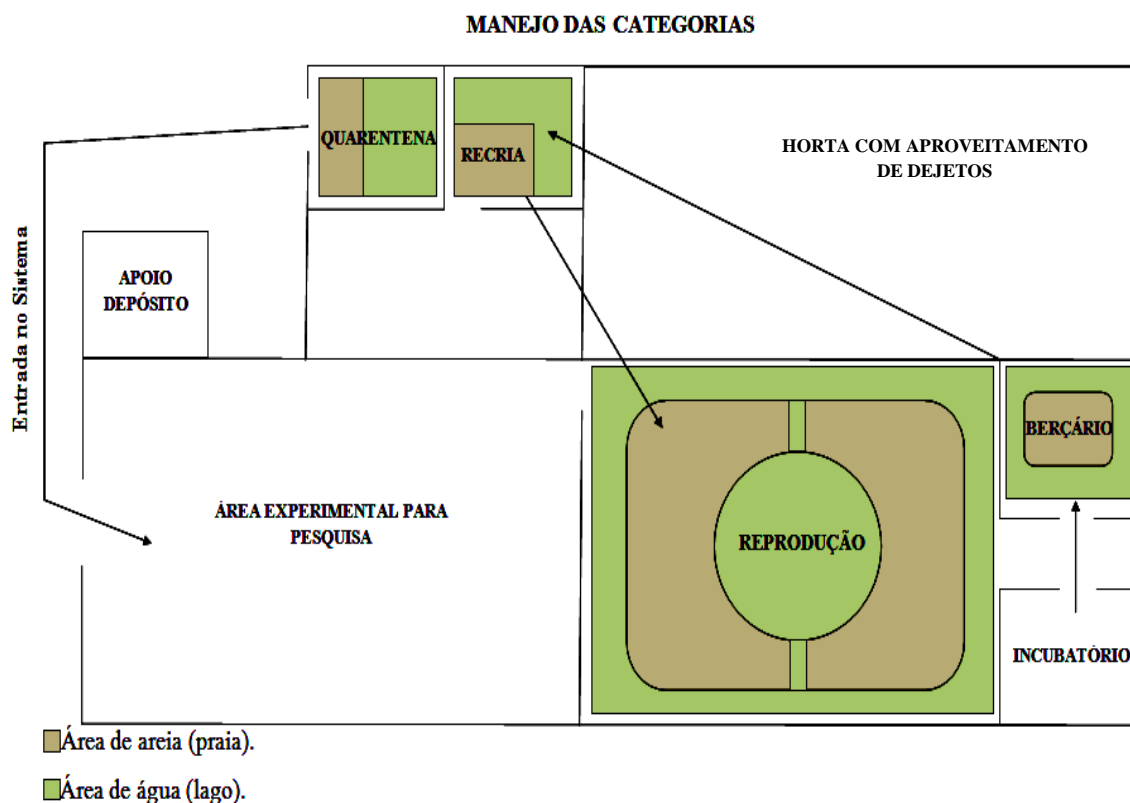 MANEJO DAS CATEGORIAS
QUARENTENA
RECRIA
HORTA COM APROVEITAMENTO
DE DEJETOS
Entrada no Sistema
APOIO
DEPÓSITO
BERÇÁRIO
ÁREA EXPERIMENTAL PARA
PESQUISA
REPRODUÇÃO
INCUBATÓRIO
Área de areia (praia).
Área de água (lago).